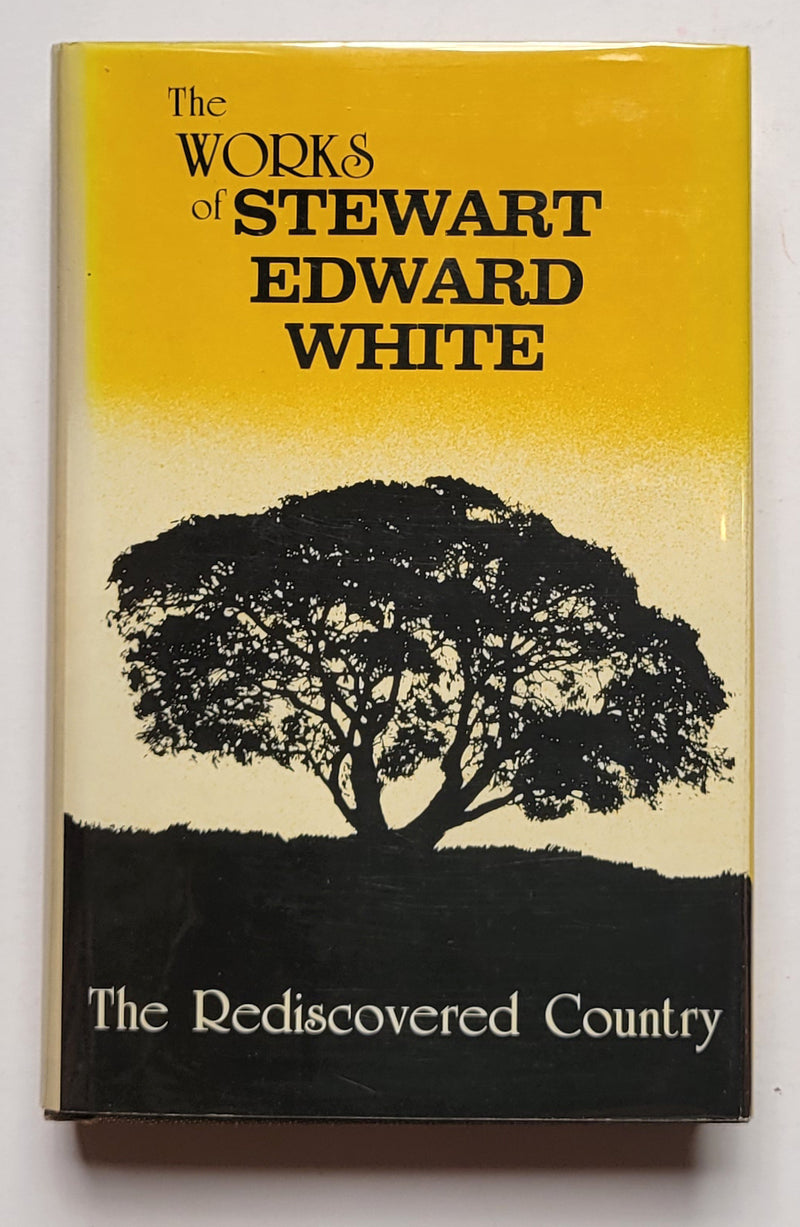 The
WORKS
of STEWART
EDWARD
WHITE
The Rediscovered Country